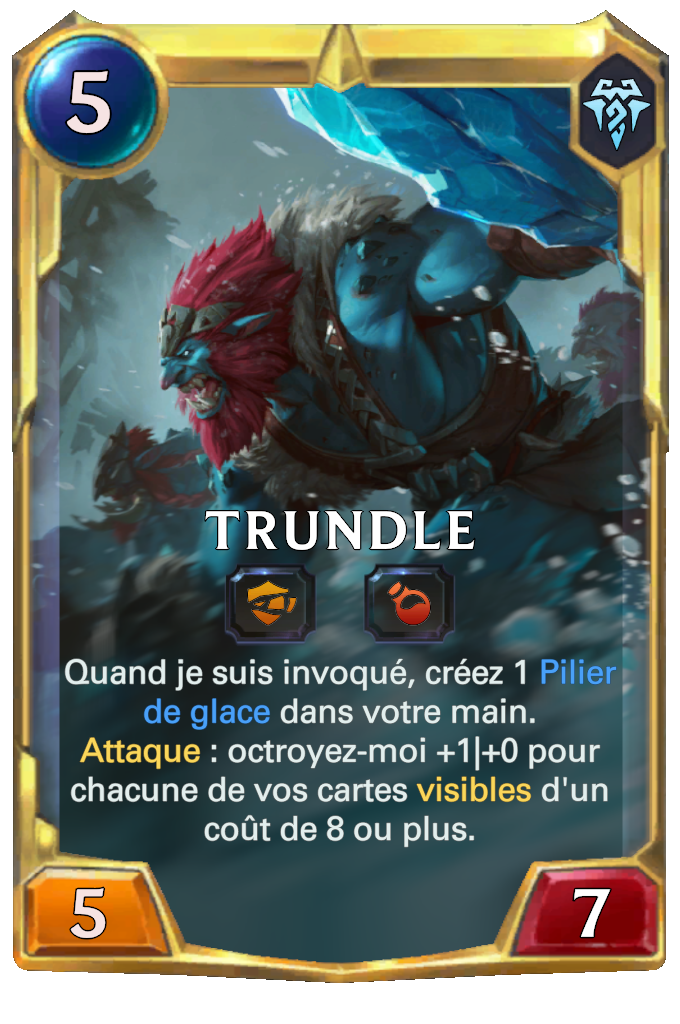 5
TRUNDLE
Quand je suis invoqué, créez 1 Pilier
de glace dans votre main.
Attaque : octroyez-moi +1|+0 pour
chacune de vos cartes visibles d'un
coût de 8 ou plus.
5
7